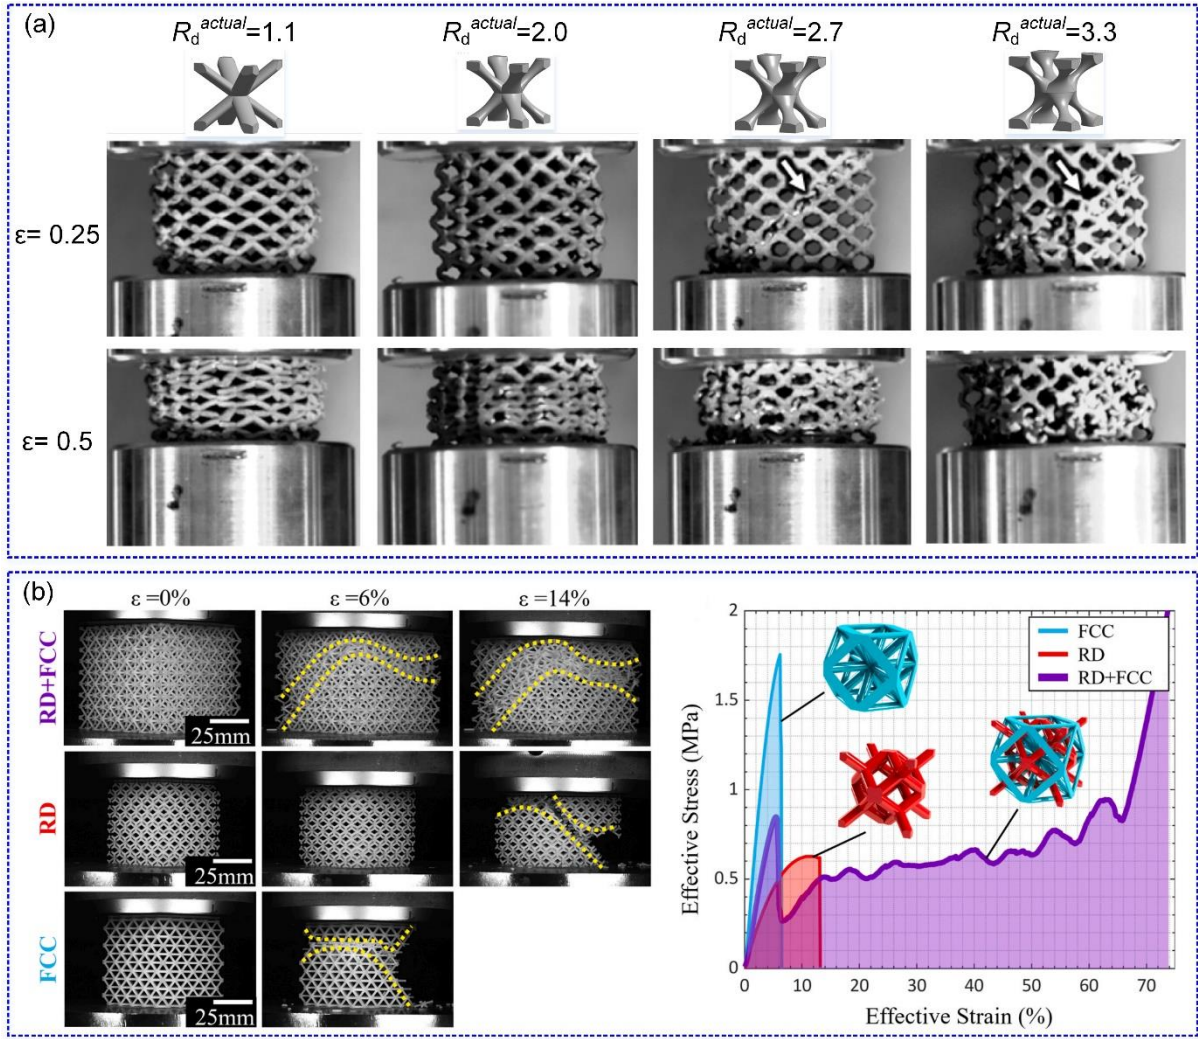 (a)
R_d^actual=1.1
R_d^actual=2.0
R_d^actual=2.7
R_d^actual=3.3
ε= 0.25
ε= 0.5
(b)
ε=0%
ε=6%
ε=14%
RD+FCC
25mm
RD
25mm
FCC
25mm
Effective Stress (MPa)
2
1.5
1
0.5
0
FCC
RD
RD+FCC
0 10 20 30 40 50 60 70
Effective Strain (%)